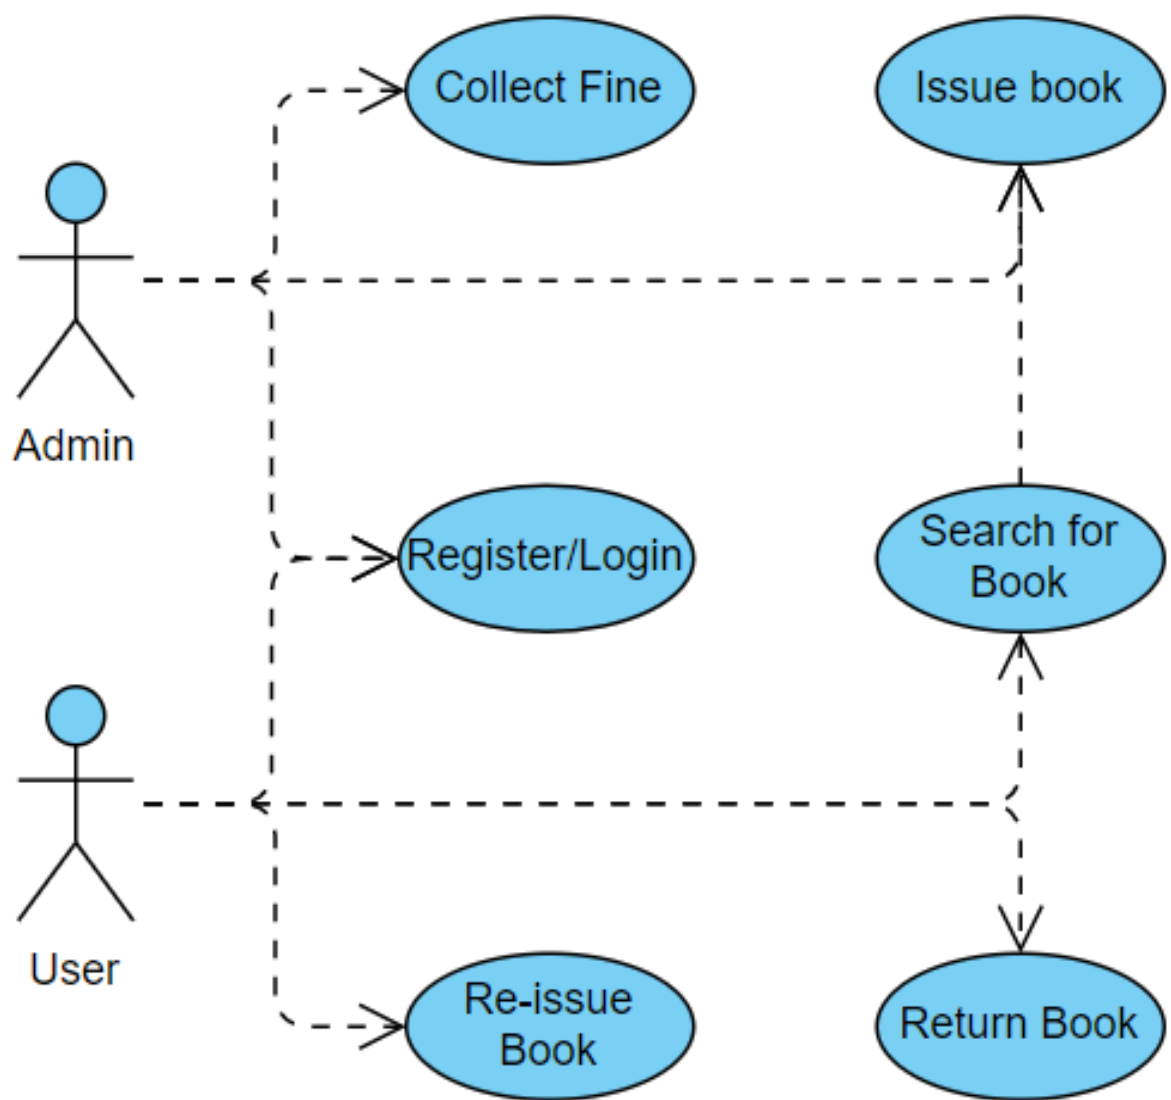 Collect Fine
Issue book
Admin
Register/Login
Search for
Book
User
Re-issue
Book
Return Book